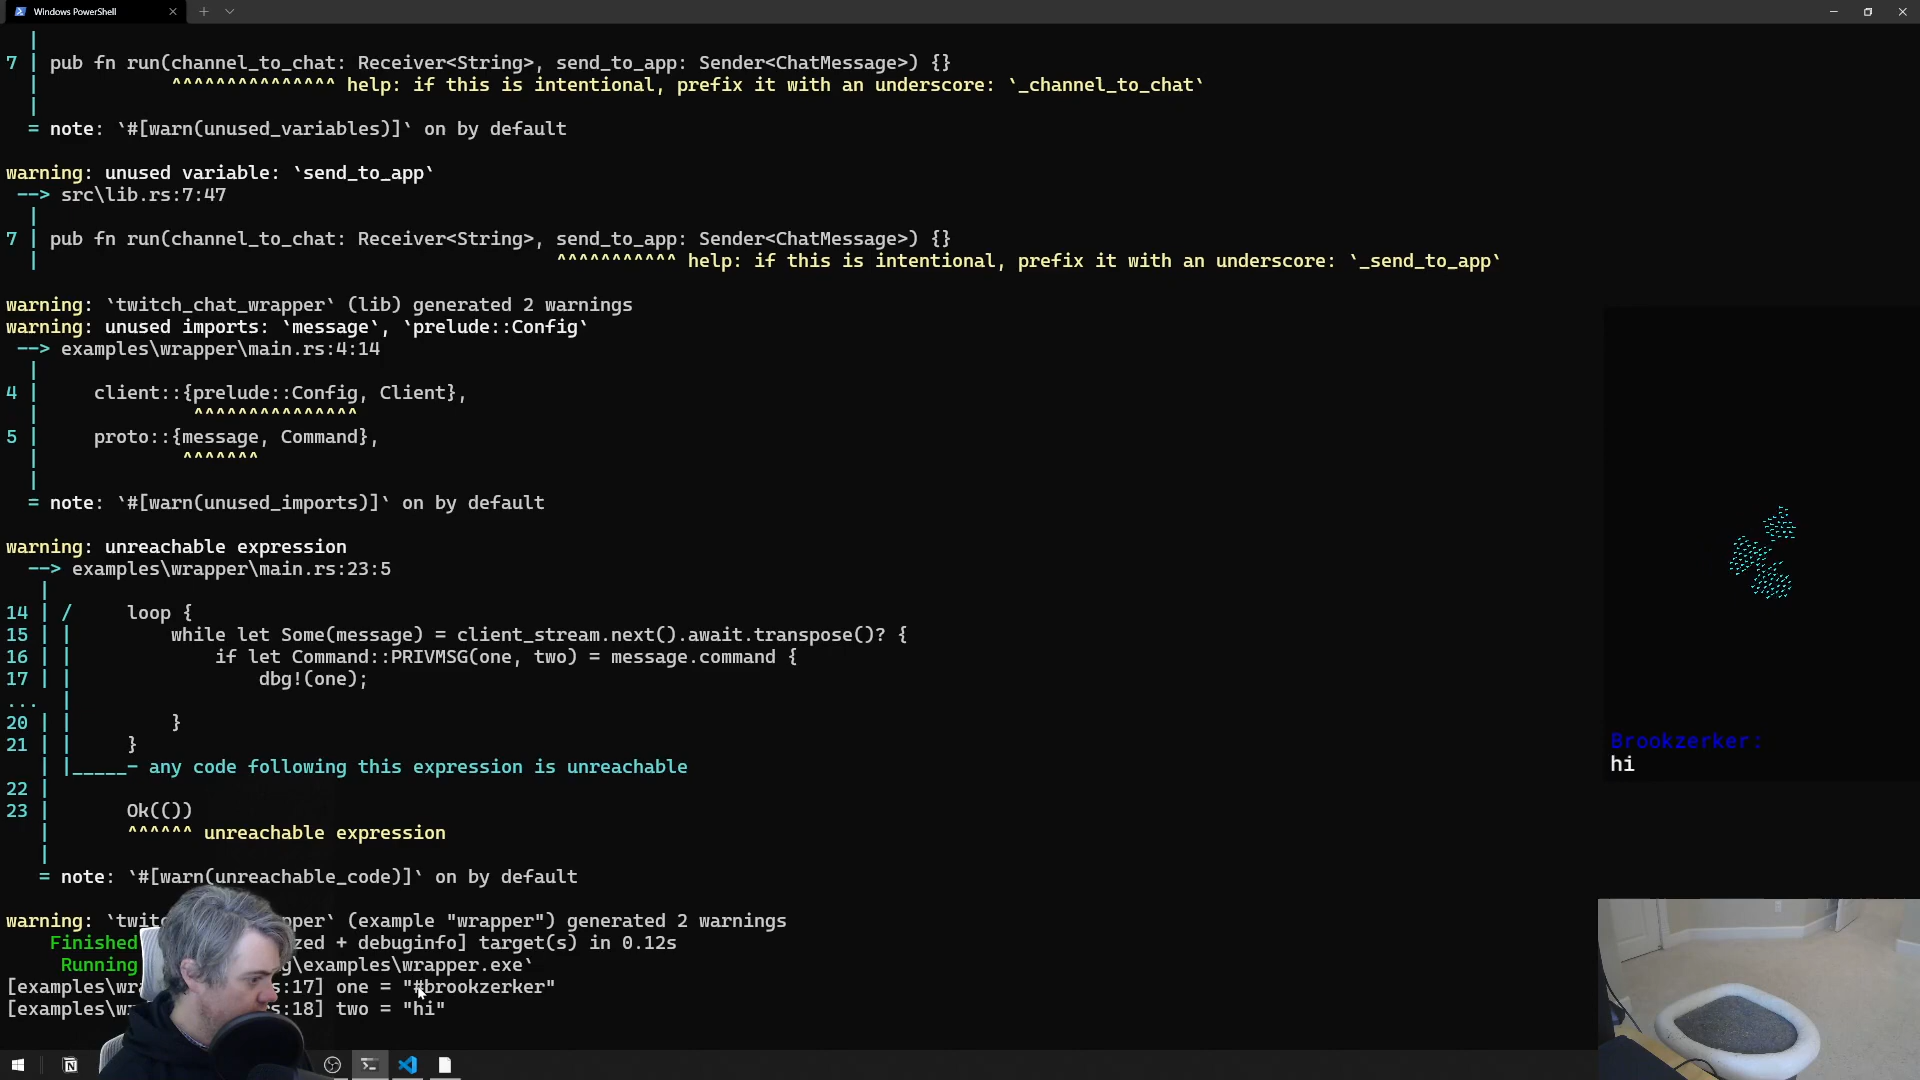 Windows PowerShell
|
7 | pub fn run(channel_to_chat: Receiver<String>, send_to_app: Sender<ChatMessage>) {}
| ^^^^^^^^^^^^^^^ help: if this is intentional, prefix it with an underscore: `_channel_to_chat`
|
= note: `#[warn(unused_variables)]` on by default
warning: unused variable: `send_to_app`
--> src\lib.rs:7:47
|
7 | pub fn run(channel_to_chat: Receiver<String>, send_to_app: Sender<ChatMessage>) {}
| ^^^^^^^^^^^ help: if this is intentional, prefix it with an underscore: `_send_to_app`
warning: `twitch_chat_wrapper` (lib) generated 2 warnings
warning: unused imports: `message`, `prelude::Config`
--> examples\wrapper\main.rs:4:14
|
4 | client::{prelude::Config, Client},
| ^^^^^^^^^^^^^^^
5 | proto::{message, Command},
| ^^^^^^^
|
= note: `#[warn(unused_imports)]` on by default
warning: unreachable expression
--> examples\wrapper\main.rs:23:5
|
14 | / loop {
15 | | while let Some(message) = client_stream.next().await.transpose()? {
16 | | if let Command::PRIVMSG(one, two) = message.command {
17 | | dbg!(one);
... |
20 | | }
21 | | }
| |_____- any code following this expression is unreachable
22 |
23 | Ok(())
| ^^^^^^ unreachable expression
|
= note: `#[warn(unreachable_code)]` on by default
warning: `twitc pper` (example "wrapper") generated 2 warnings
Finished zed + debuginfo] target(s) in 0.12s
Running g\examples\wrapper.exe`
[examples\wr rs:17] one = "#brookzerker"
[examples\w rs:18] two = "hi"
Brookzerker:
hi